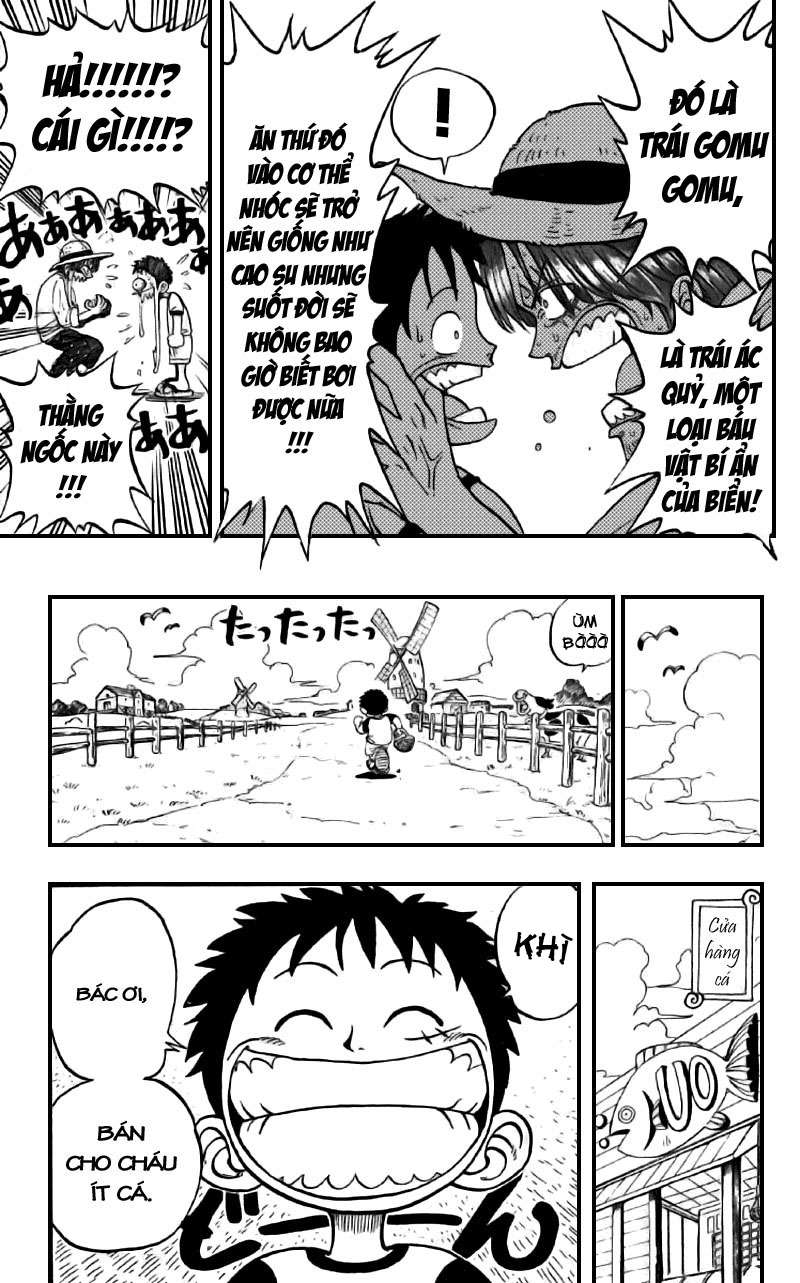 ĐÓ LÀ
TRÁI GOMU
GOMU,
!
LÀ TRÁI ÁC
QUỶ, MỘT
LOẠI BÁU
VẬT BÍ ẨN
CỦA BIỂN!
ĂN THỨ ĐÓ
VÀO CƠ THỂ
NHÓC SẼ TRỞ
NÊN GIỐNG NHƯ
CAO SU NHƯNG
SUỐT ĐỜI SẼ
KHÔNG BAO
GIỜ BIẾT BƠI
ĐƯỢC NỮA
!!!
HẢ!!!!!!?
CÁI GÌ!!!!?
ああぁあぁああ
THẰNG
NGỐC NÀY
!!!
ああ
ÙM
BÒÒÒ
たったったっ
Cửa
hàng
cá
UO
KHÌ
BÁC ƠI,
BÁN
CHO CHÁU
ÍT CÁ.
じーん